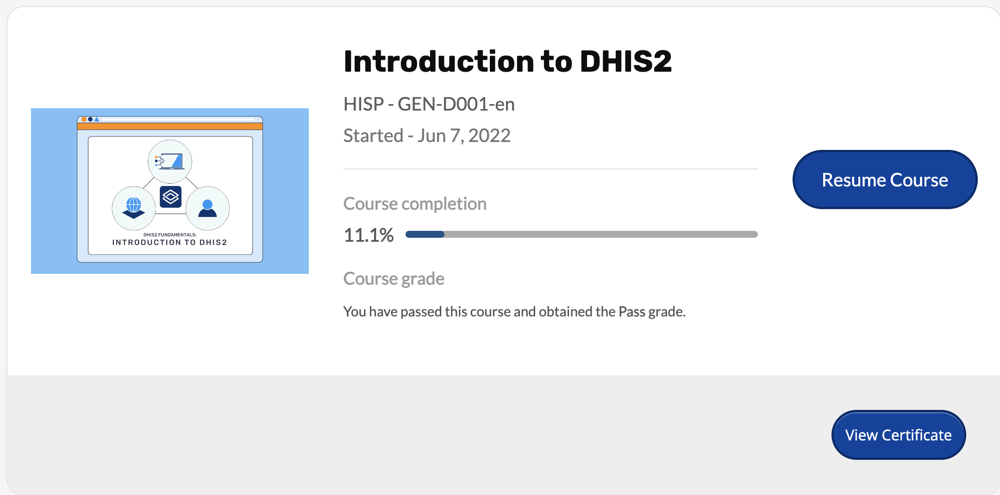 Introduction to DHIS2
HISP - GEN-D001-en
Started - Jun 7, 2022
Resume Course
DHIS2 FUNDAMENTALS:
INTRODUCTION TO DHIS2
Course completion
11.1%
Course grade
You have passed this course and obtained the Pass grade.
View Certificate